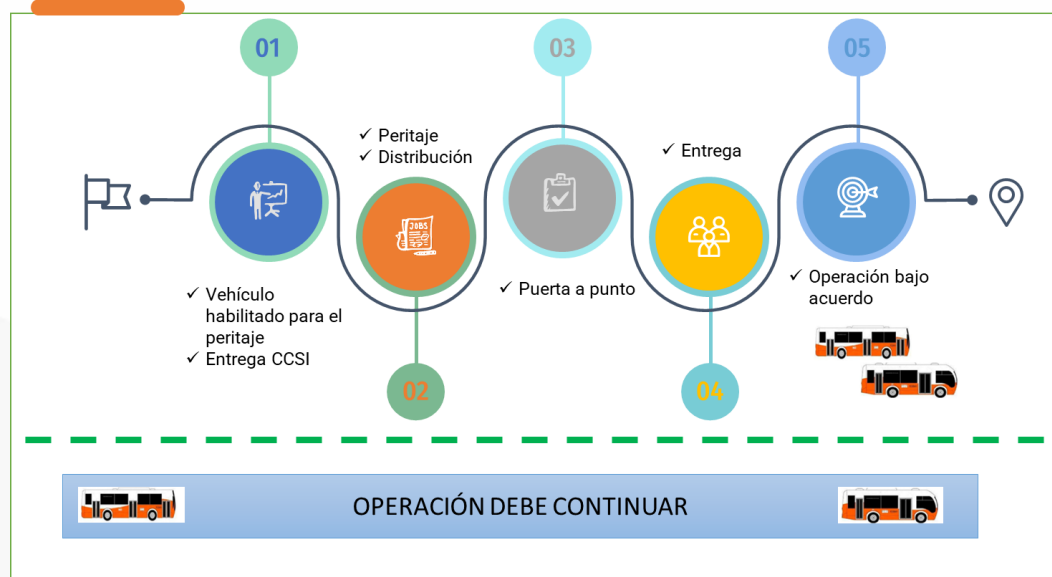 01
✓ Vehículo
habilitado para el
peritaje
✓ Entrega CCSI
✓ Peritaje
✓ Distribución
JOBS
02
03
✓ Puerta a punto
✓ Entrega
04
05
✓ Operación bajo
acuerdo
OPERACIÓN DEBE CONTINUAR